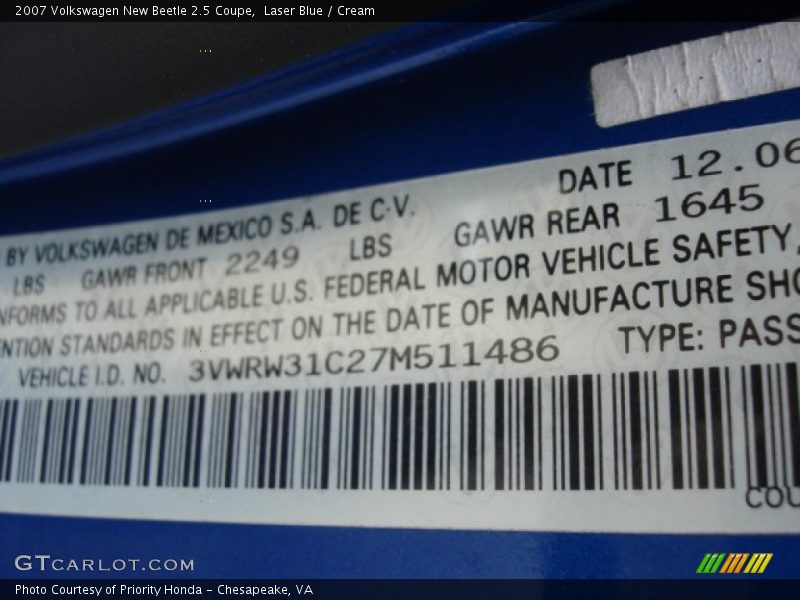 2007 Volkswagen New Beetle 2.5 Coupe, Laser Blue / Cream
DATE 12.06
BY VOLKSWAGEN DE MEXICO S.A. DE C.V.
LBS GAWR FRONT 2249 LBS GAWR REAR 1645
NFORMS TO ALL APPLICABLE U.S. FEDERAL MOTOR VEHICLE SAFETY,
ENTION STANDARDS IN EFFECT ON THE DATE OF MANUFACTURE SHO
VEHICLE I.D. NO. 3VWRW31C27M511486 TYPE: PASS
COU
GTCARLOT.COM
Photo Courtesy of Priority Honda - Chesapeake, VA